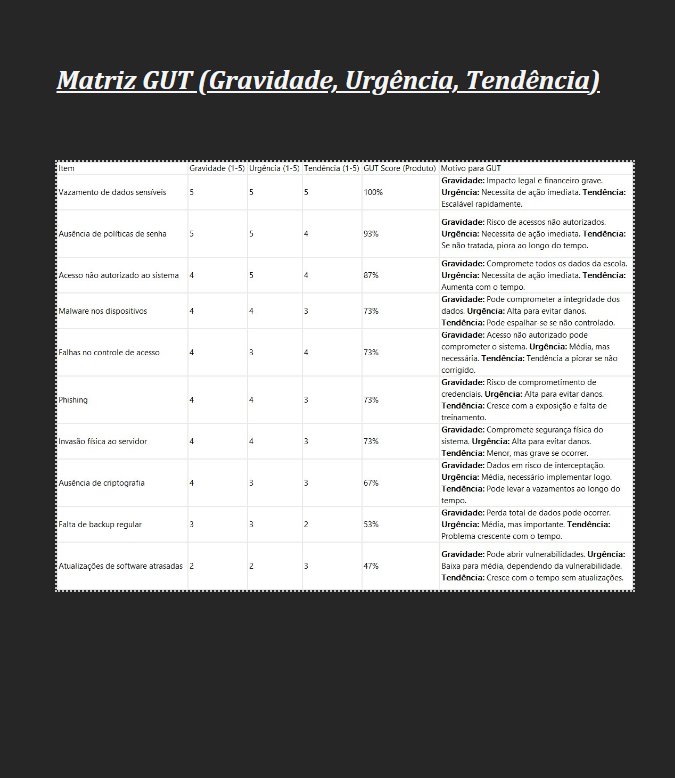 Matriz GUT (Gravidade, Urgência, Tendência)
Item Gravidade (1-5) Urgência (1-5) Tendência (1-5) GUT Score (Produto) Motivo para GUT
Vazamento de dados sensíveis 5 5 5 100% Gravidade: Impacto legal e financeiro grave.
Urgência: Necessita de ação imediata. Tendência:
Escalável rapidamente.
Ausência de políticas de senha 5 5 4 93% Gravidade: Risco de acessos não autorizados.
Urgência: Necessita de ação imediata. Tendência:
Se não tratada, piora ao longo do tempo.
Acesso não autorizado ao sistema 4 5 4 87% Gravidade: Compromete todos os dados da escola.
Urgência: Necessita de ação imediata. Tendência:
Aumenta com o tempo.
Malware nos dispositivos 4 4 3 73% Gravidade: Pode comprometer a integridade dos
dados. Urgência: Alta para evitar danos.
Tendência: Pode espalhar-se se não controlado.
Falhas no controle de acesso 4 3 4 73% Gravidade: Acesso não autorizado pode
comprometer o sistema. Urgência: Média, mas
necessária. Tendência: Tendência a piorar se não
corrigido.
Phishing 4 4 3 73% Gravidade: Risco de comprometimento de
credenciais. Urgência: Alta para evitar danos.
Tendência: Cresce com a exposição e falta de
treinamento.
Invasão física ao servidor 4 4 3 73% Gravidade: Compromete segurança física do
sistema. Urgência: Alta para evitar danos.
Tendência: Menor, mas grave se ocorrer.
Ausência de criptografia 4 3 3 67% Gravidade: Dados em risco de interceptação.
Urgência: Média, necessário implementar logo.
Tendência: Pode levar a vazamentos ao longo do
tempo.
Falta de backup regular 3 3 2 53% Gravidade: Perda total de dados pode ocorrer.
Urgência: Média, mas importante. Tendência:
Problema crescente com o tempo.
Atualizações de software atrasadas 2 2 3 47% Gravidade: Pode abrir vulnerabilidades. Urgência:
Baixa para média, dependendo da vulnerabilidade.
Tendência: Cresce com o tempo sem atualizações.